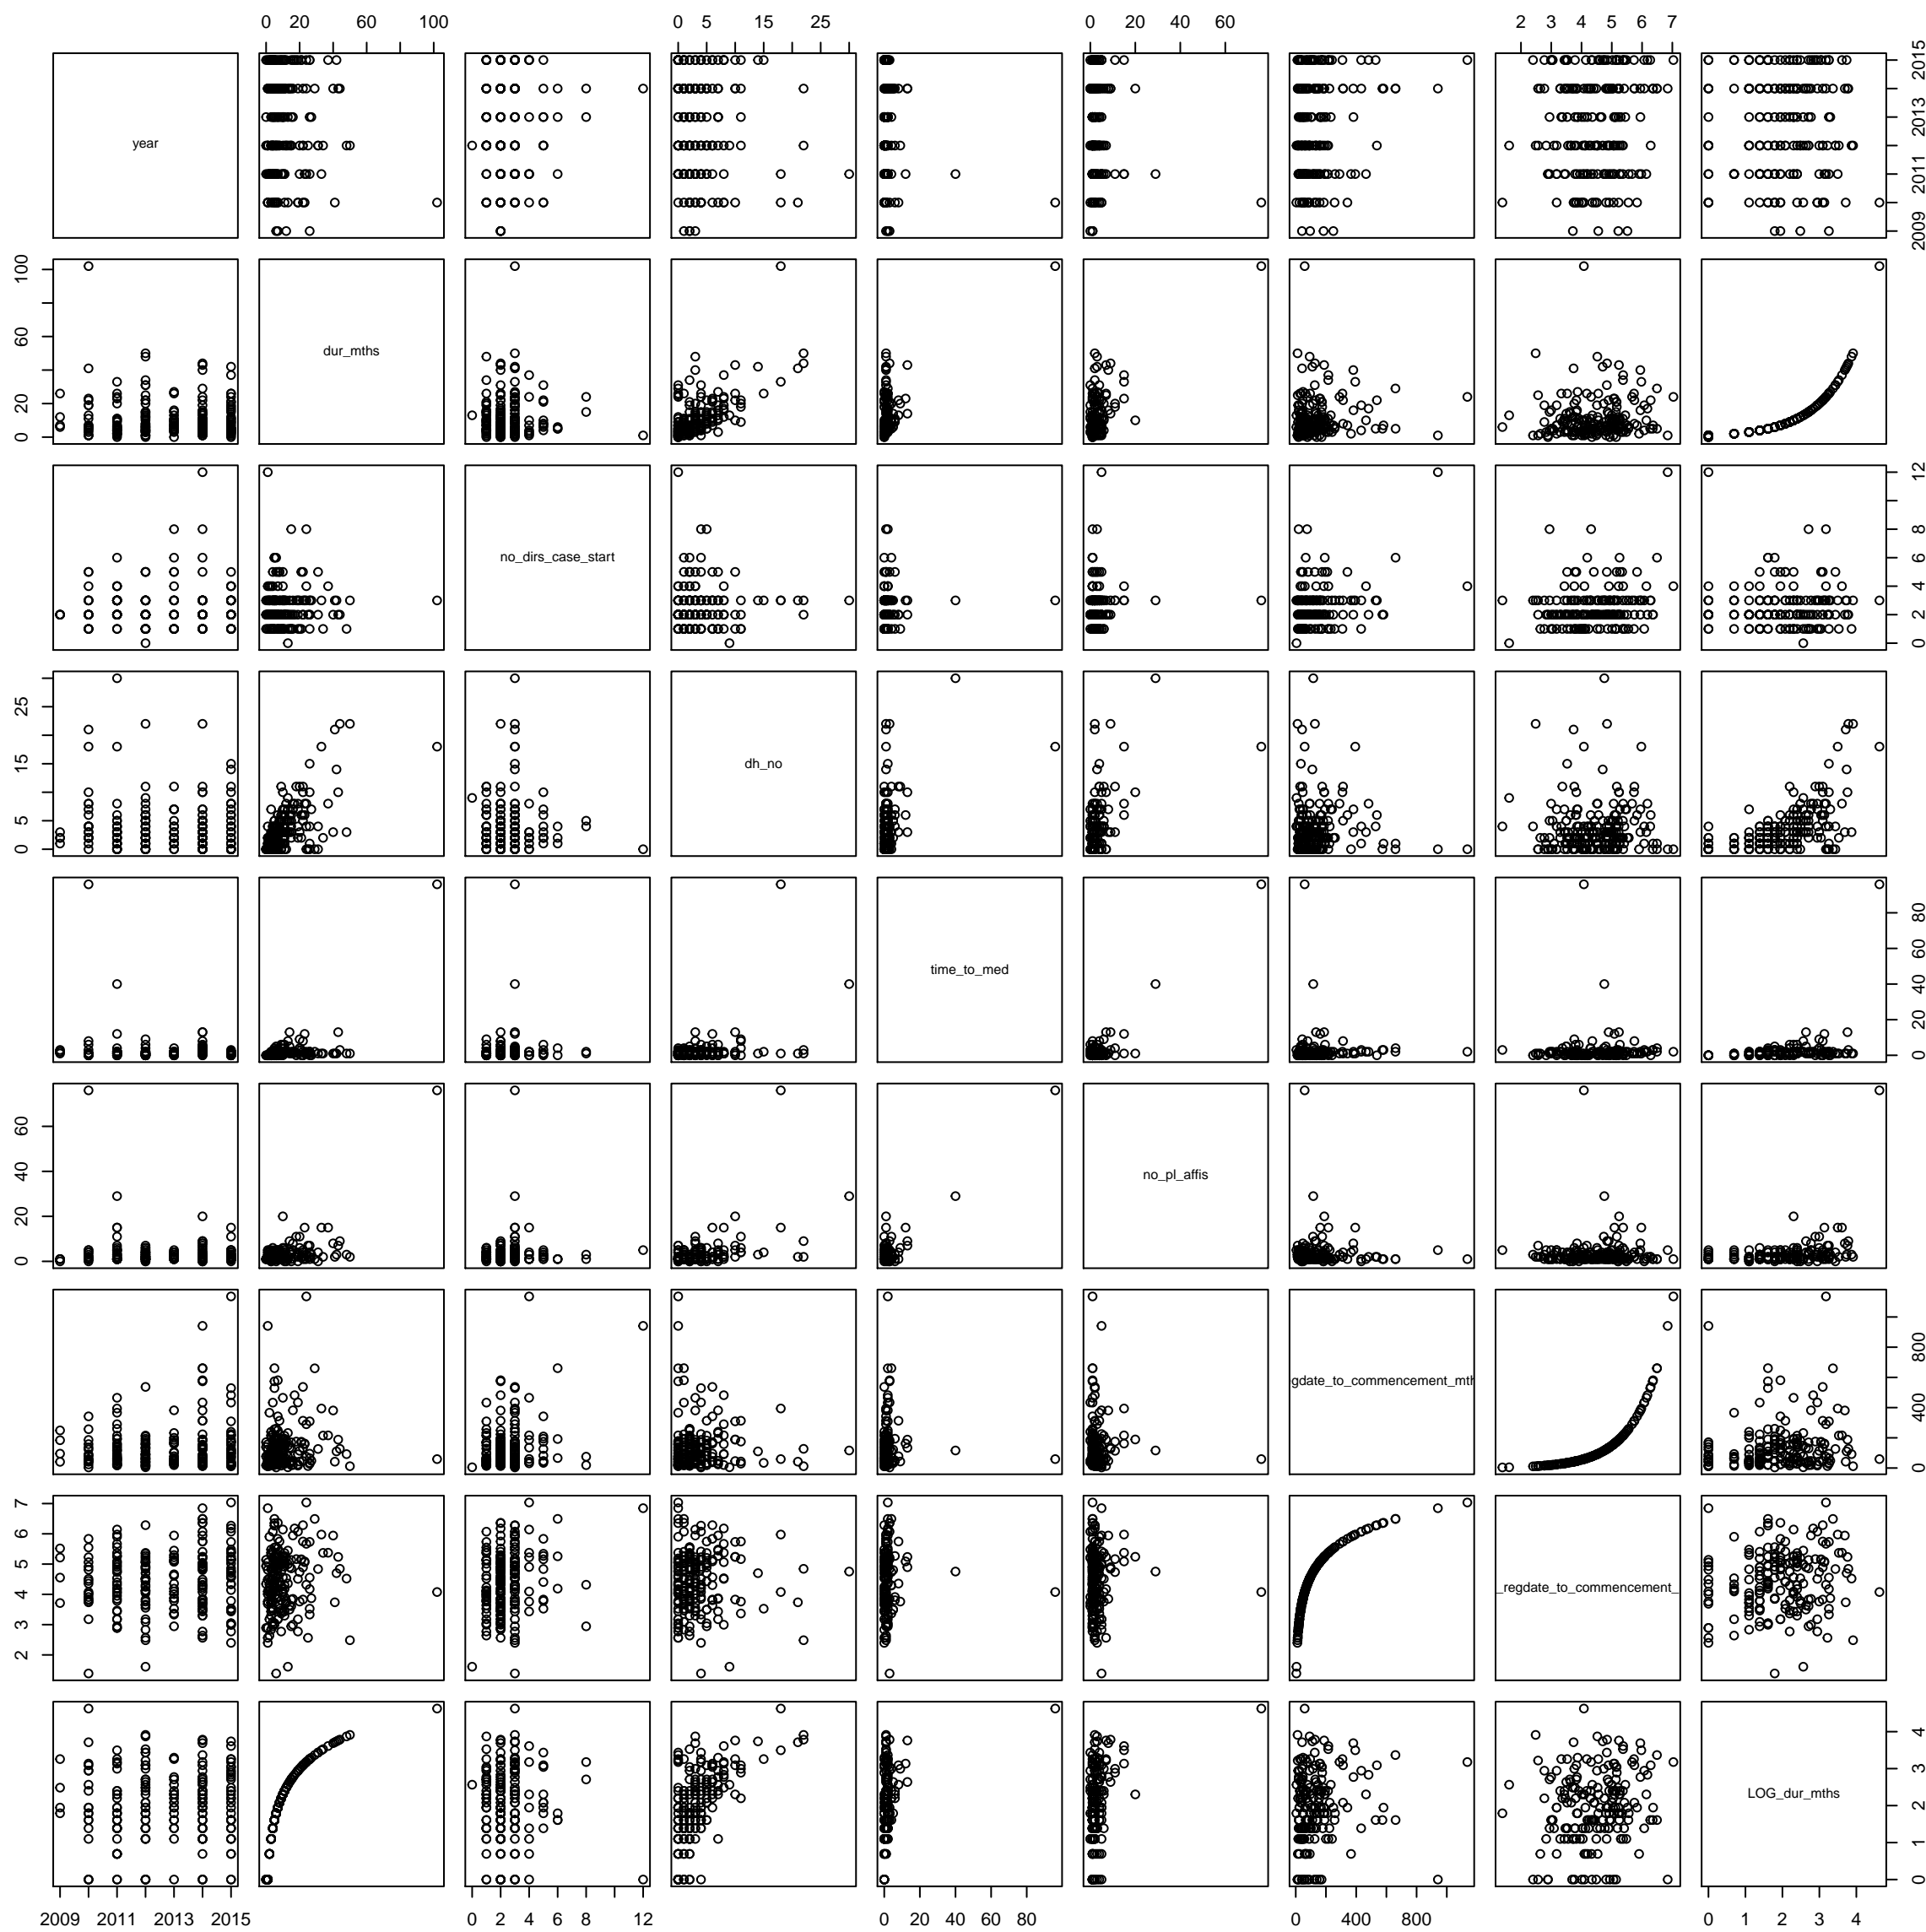 0 20 60 100 0 5 15 25 0 20 40 60 2 3 4 5 6 7
year
2009 2011 2013 2015
0 20 60 100
dur_mths
no_dirs_case_start
0 2 4 6 8 12
0 5 15 25
dh_no
time_to_med
0 20 40 60 80
0 20 40 60
no_pl_affis
gdate_to_commencement_mth
0 400 800
2 3 4 5 6 7
_regdate_to_commencement_
LOG_dur_mths
0 1 2 3 4
2009 2011 2013 2015 0 2 4 6 8 12 0 20 40 60 80 0 400 800 0 1 2 3 4